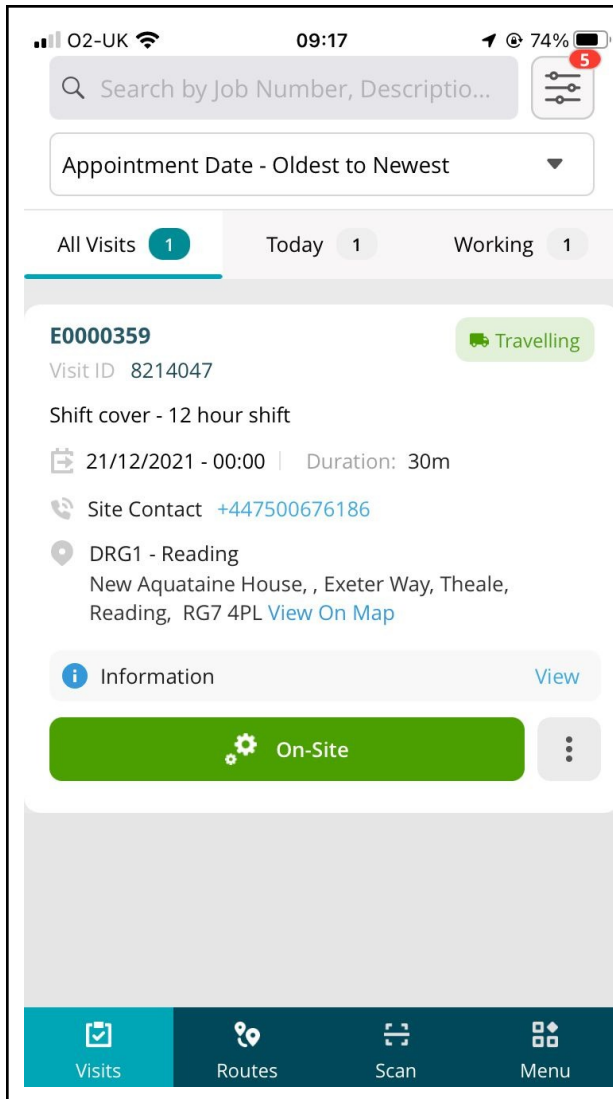 O2-UK 09:17 74%
5
Search by Job Number, Descriptio...
Appointment Date - Oldest to Newest
All Visits 1 Today 1 Working 1
E0000359 Travelling
Visit ID 8214047
Shift cover - 12 hour shift
21/12/2021 - 00:00 Duration: 30m
Site Contact +447500676186
DRG1 - Reading
New Aquataine House, , Exeter Way, Theale,
Reading, RG7 4PL View On Map
Information View
On-Site
Visits Routes Scan Menu